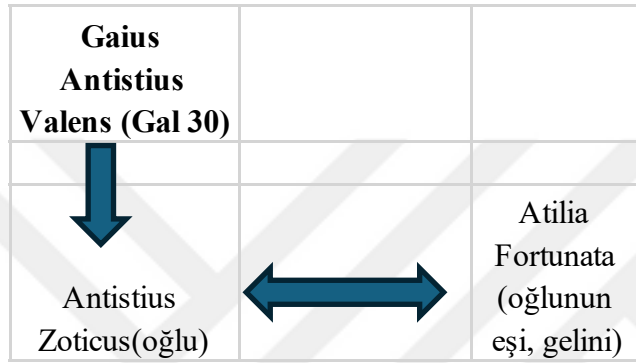 Gaius
Antistius
Valens (Gal 30)
Atilia
Fortunata
(oğlunun
eşi, gelini)
Antistius
Zoticus(oğlu)